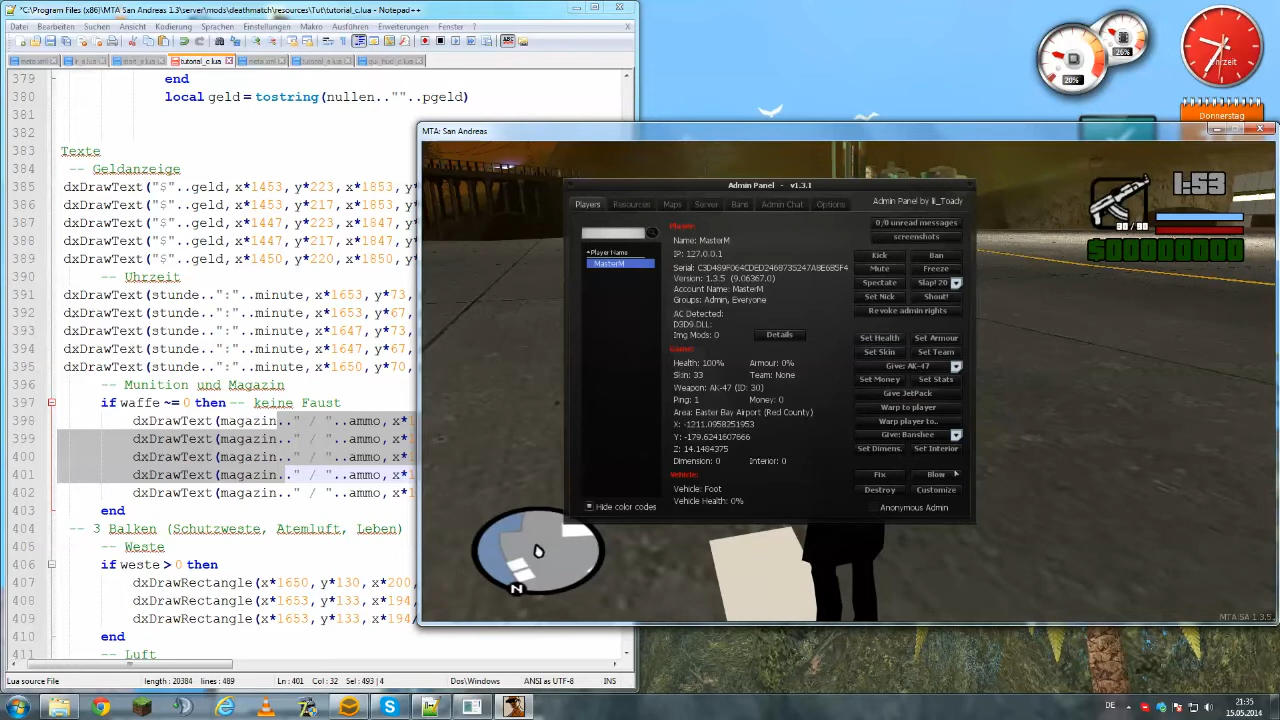 *C:\Program Files (x86)\MTA San Andreas 1.3\server\mods\deathmatch\resources\Tut\tutorial_c.lua - Notepad++
Datei Bearbeiten Suchen Ansicht Kodierung Sprachen Einstellungen Makro Ausführen Erweiterungen Fenster ? X
tutorial_c.lua
379 end
380 local geld = tostring(nullen..""..pgeld)
381
382
383 Texte
384 -- Geldanzeige
385 dxDrawText("$"..geld, x*1453, y*223, x*1853, y
386 dxDrawText("$"..geld, x*1453, y*217, x*1853, y
387 dxDrawText("$"..geld, x*1447, y*223, x*1847, y
388 dxDrawText("$"..geld, x*1447, y*217, x*1847, y
389 dxDrawText("$"..geld, x*1450, y*220, x*1850, y
390 -- Uhrzeit
391 dxDrawText(stunde..":"..minute, x*1653, y*73,
392 dxDrawText(stunde..":"..minute, x*1653, y*67,
393 dxDrawText(stunde..":"..minute, x*1647, y*73,
394 dxDrawText(stunde..":"..minute, x*1647, y*67,
395 dxDrawText(stunde..":"..minute, x*1650, y*70,
396 -- Munition und Magazin
397 if waffe ~= 0 then -- keine Faust
398 dxDrawText(magazin.." / "..ammo, x*1
399 dxDrawText(magazin.." / "..ammo, x*1
400 dxDrawText(magazin.." / "..ammo, x*1
401 dxDrawText(magazin.." / "..ammo, x*1
402 dxDrawText(magazin.." / "..ammo, x*1
403 end
404 -- 3 Balken (Schutzweste, Atemluft, Leben)
405 -- Weste
406 if weste > 0 then
407 dxDrawRectangle(x*1650, y*130, x*200,
408 dxDrawRectangle(x*1653, y*133, x*194,
409 dxDrawRectangle(x*1653, y*133, x*194/
410 end
411 -- Luft
Lua source File length : 20384 lines : 489 Ln : 401 Col : 32 Sel : 493 | 4 Dos\Windows ANSI as UTF-8 INS
MTA: San Andreas
1:53
$00000000
Admin Panel - v1.3.1
Players Resources Maps Server Bans Admin Chat Options
Admin Panel by lil_Toady
Player Name
MasterM
Hide color codes
Player:
Name: MasterM
IP: 127.0.0.1
Serial: C3D489F064CDED2468735247A8E6B5F4
Version: 1.3.5 (9.06367.0)
Account Name: MasterM
Groups: Admin, Everyone
AC Detected:
D3D9.DLL:
Img Mods: 0 Details
Game:
Health: 100% Armour: 0%
Skin: 33 Team: None
Weapon: AK-47 (ID: 30)
Ping: 1 Money: 0
Area: Easter Bay Airport (Red County)
X: -1211.0958251953
Y: -179.6241607666
Z: 14.1484375
Dimension: 0 Interior: 0
Vehicle:
Vehicle: Foot
Vehicle Health: 0%
0/0 unread messages
screenshots
Kick Ban
Mute Freeze
Spectate Slap! 20
Set Nick Shout!
Revoke admin rights
Set Health Set Armour
Set Skin Set Team
Give: AK-47
Set Money Set Stats
Give JetPack
Warp to player
Warp player to..
Give: Banshee
Set Dimens. Set Interior
Fix Blow
Destroy Customize
Anonymous Admin
N
20%
26%
Donnerstag
DE
21:35
15.05.2014